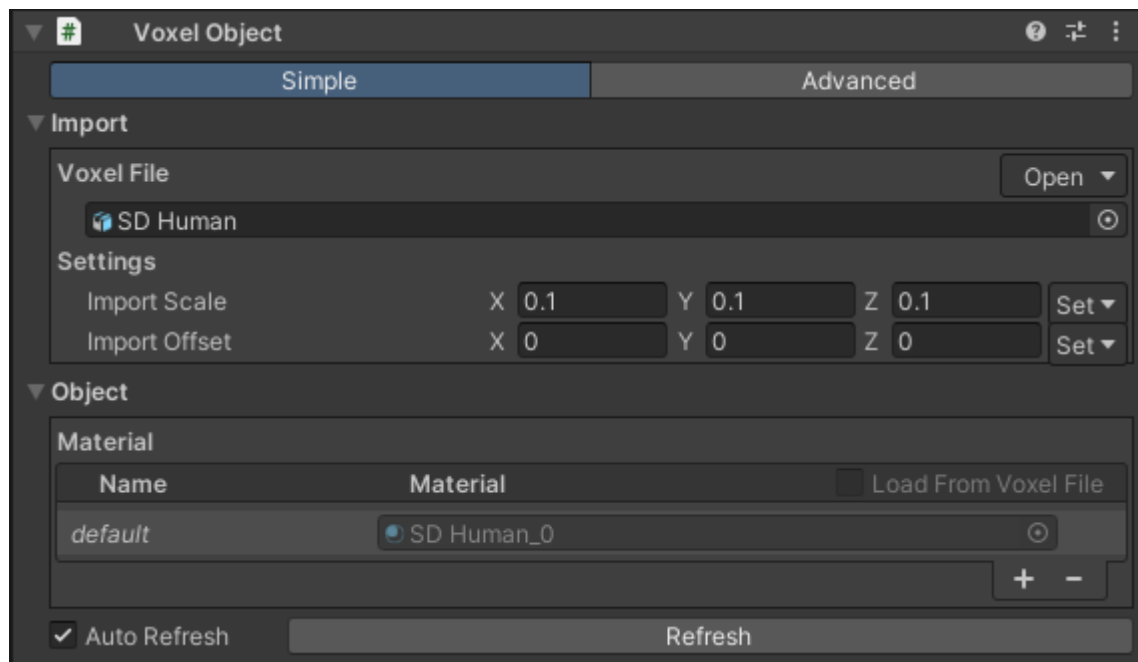 # Voxel Object ?
Simple Advanced
Import
Voxel File Open
SD Human
Settings
Import Scale X 0.1 Y 0.1 Z 0.1 Set
Import Offset X 0 Y 0 Z 0 Set
Object
Material
Name Material Load From Voxel File
default SD Human_0
+ -
Auto Refresh Refresh